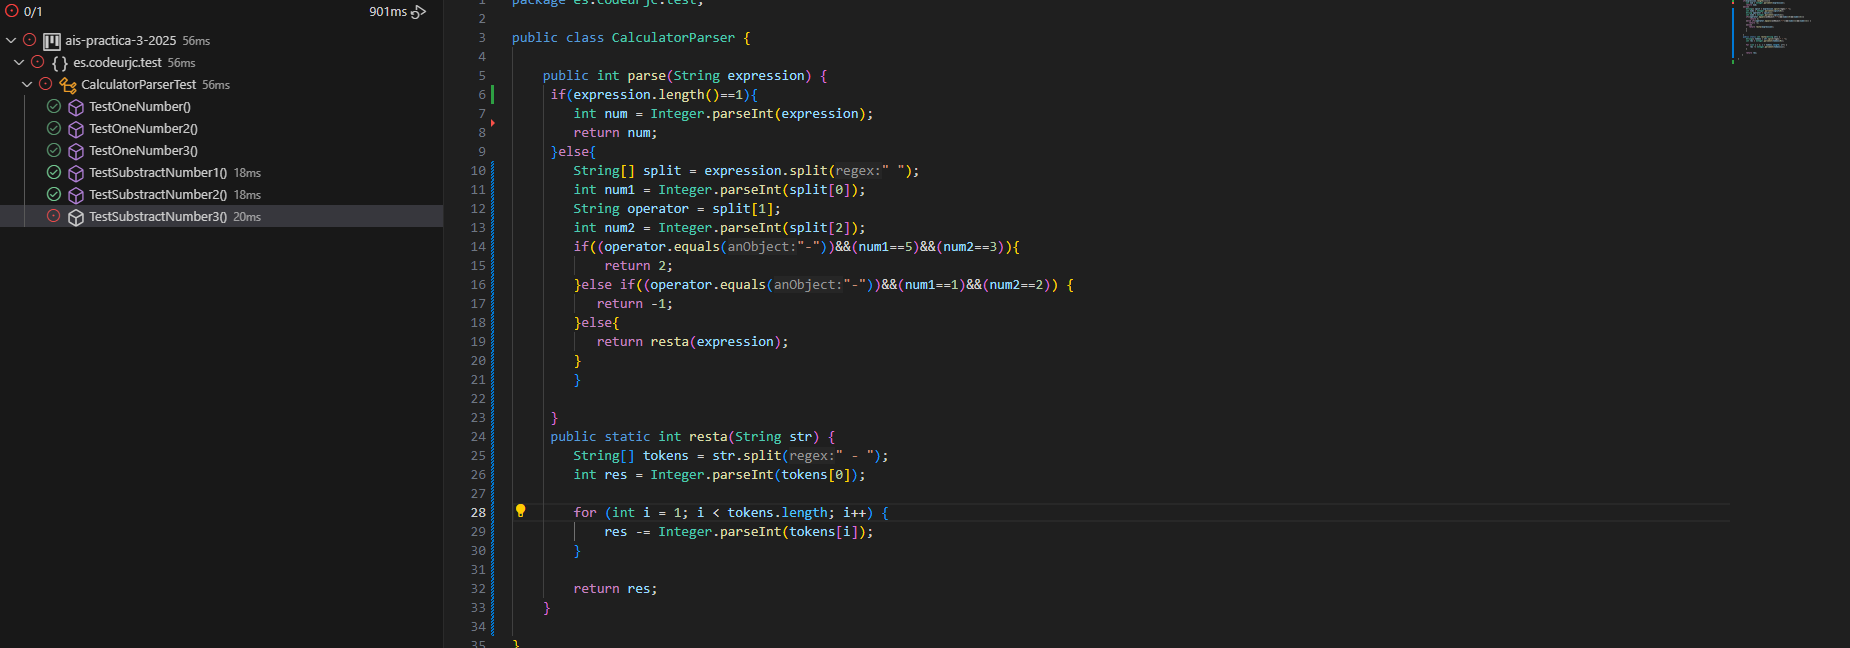 0/1
901ms
ais-practica-3-2025 56ms
{ } es.codeurjc.test 56ms
CalculatorParserTest 56ms
TestOneNumber()
TestOneNumber2()
TestOneNumber3()
TestSubstractNumber1() 18ms
TestSubstractNumber2() 18ms
TestSubstractNumber3() 20ms
1 package es.codeurjc.test;
2
3 public class CalculatorParser {
4
5 public int parse(String expression) {
6 if(expression.length()==1){
7 int num = Integer.parseInt(expression);
8 return num;
9 }else{
10 String[] split = expression.split(regex:" ");
11 int num1 = Integer.parseInt(split[0]);
12 String operator = split[1];
13 int num2 = Integer.parseInt(split[2]);
14 if((operator.equals(anObject:"-"))&&(num1==5)&&(num2==3)){
15 return 2;
16 }else if((operator.equals(anObject:"-"))&&(num1==1)&&(num2==2)) {
17 return -1;
18 }else{
19 return resta(expression);
20 }
21 }
22
23 }
24 public static int resta(String str) {
25 String[] tokens = str.split(regex:" - ");
26 int res = Integer.parseInt(tokens[0]);
27
28 for (int i = 1; i < tokens.length; i++) {
29 res -= Integer.parseInt(tokens[i]);
30 }
31
32 return res;
33 }
34
35 }